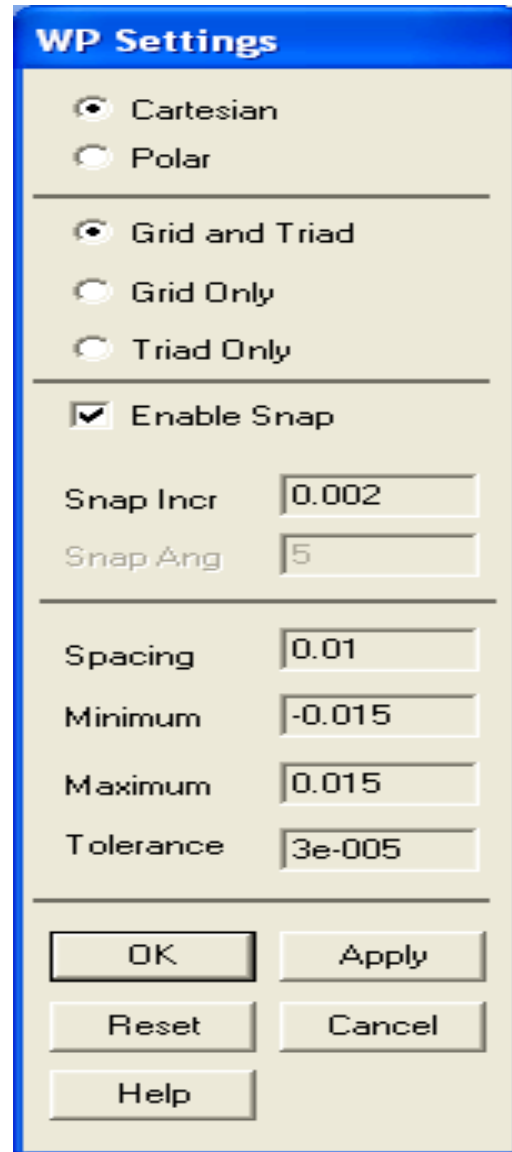 WP Settings
Cartesian
Polar
Grid and Triad
Grid Only
Triad Only
Enable Snap
Snap Incr 0.002
Snap Ang 5
Spacing 0.01
Minimum -0.015
Maximum 0.015
Tolerance 3e-005
OK Apply
Reset Cancel
Help